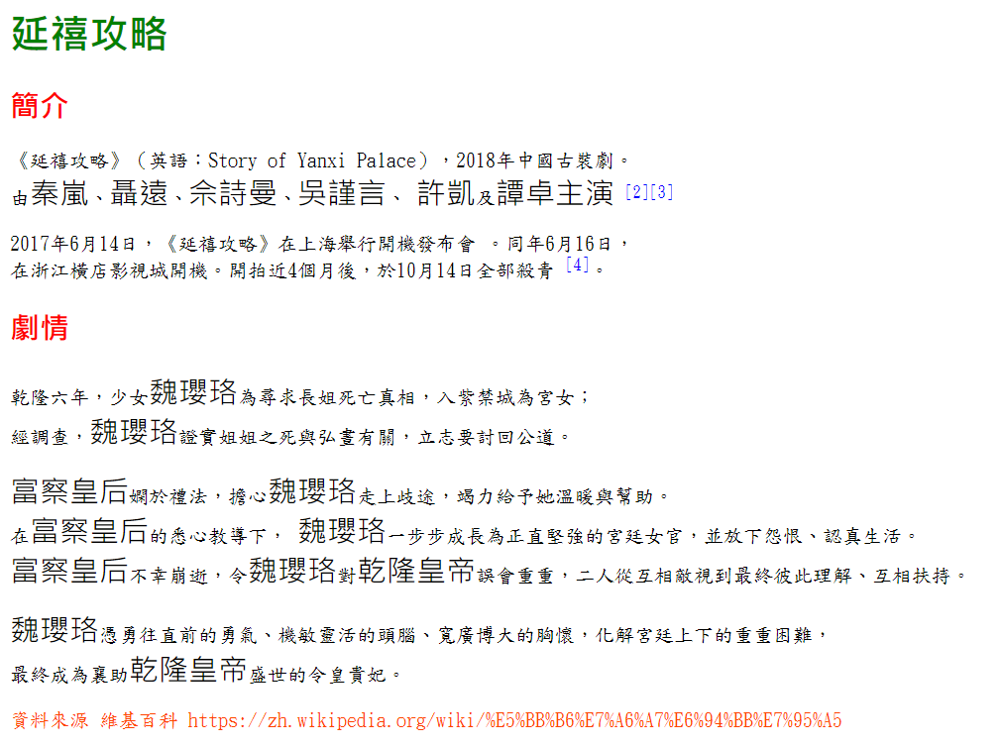 延禧攻略
簡介
《延禧攻略》（英語：Story of Yanxi Palace），2018年中國古裝劇。
由秦嵐、聶遠、佘詩曼、吳謹言、 許凱及譚卓主演 [2][3]
2017年6月14日，《延禧攻略》在上海舉行開機發布會 。同年6月16日，
在浙江橫店影視城開機。開拍近4個月後，於10月14日全部殺青 [4]。
劇情
乾隆六年，少女魏瓔珞為尋求長姐死亡真相，入紫禁城為宮女；
經調查，魏瓔珞證實姐姐之死與弘晝有關，立志要討回公道。
富察皇后嫻於禮法，擔心魏瓔珞走上歧途，竭力給予她溫暖與幫助。
在富察皇后的悉心教導下， 魏瓔珞一步步成長為正直堅強的宮廷女官，並放下怨恨、認真生活。
富察皇后不幸崩逝，令魏瓔珞對乾隆皇帝誤會重重，二人從互相敵視到最終彼此理解、互相扶持。
魏瓔珞憑勇往直前的勇氣、機敏靈活的頭腦、寬廣博大的胸懷，化解宮廷上下的重重困難，
最終成為襄助乾隆皇帝盛世的令皇貴妃。
資料來源 維基百科 https://zh.wikipedia.org/wiki/%E5%BB%B6%E7%A6%A7%E6%94%BB%E7%95%A5